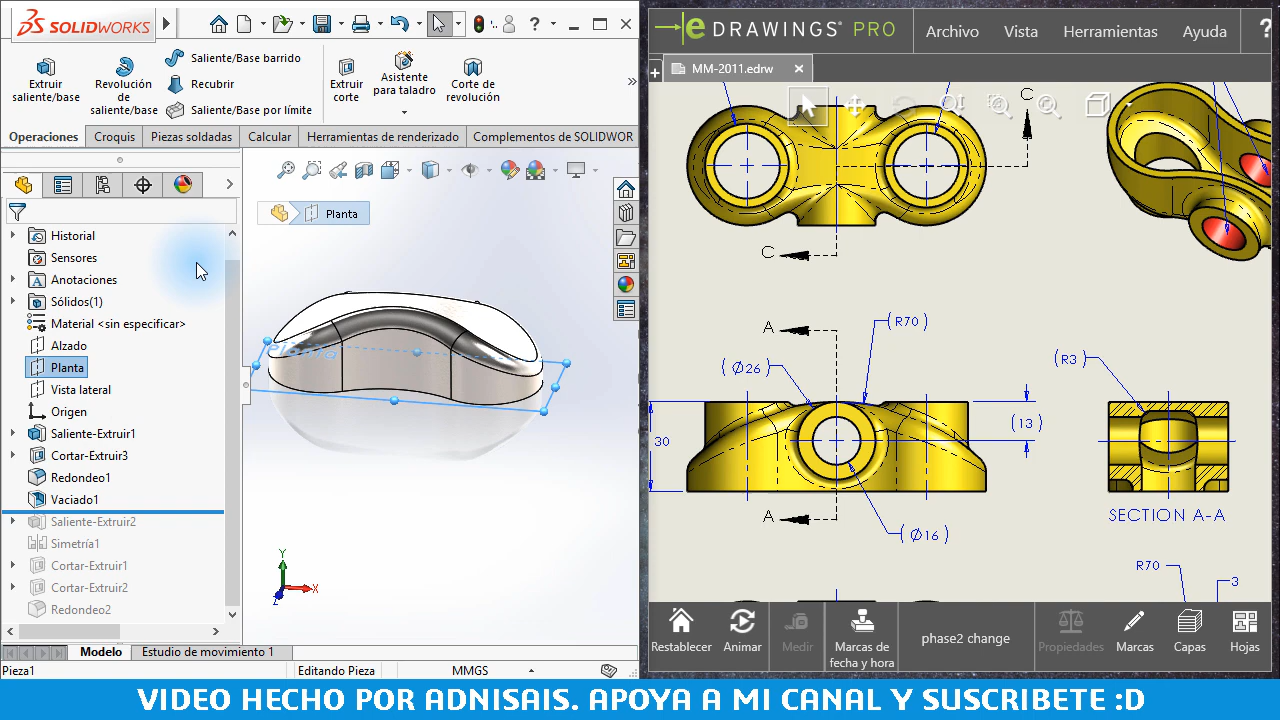 SOLIDWORKS
?
Extruir saliente/base
Revolución de saliente/base
Saliente/Base barrido
Recubrir
Saliente/Base por límite
Extruir corte
Asistente para taladro
Corte de revolución
»
Operaciones
Croquis
Piezas soldadas
Calcular
Herramientas de renderizado
Complementos de SOLIDWOR
Planta
Historial
Sensores
Anotaciones
Sólidos(1)
Material <sin especificar>
Alzado
Planta
Vista lateral
Origen
Saliente-Extruir1
Cortar-Extruir3
Redondeo1
Vaciado1
Saliente-Extruir2
Simetría1
Cortar-Extruir1
Cortar-Extruir2
Redondeo2
Planta
Y
X
Z
Modelo
Estudio de movimiento 1
Pieza1
Editando Pieza
MMGS
eDRAWINGS® PRO
Archivo
Vista
Herramientas
Ayuda
?
MM-2011.edrw
C
C
A
(R70)
(Ø26)
(R3)
(13)
30
A
(Ø16)
SECTION A-A
R70
3
Restablecer
Animar
Medir
Marcas de fecha y hora
phase2 change
Propiedades
Marcas
Capas
Hojas
VIDEO HECHO POR ADNISAIS. APOYA A MI CANAL Y SUSCRIBETE :D